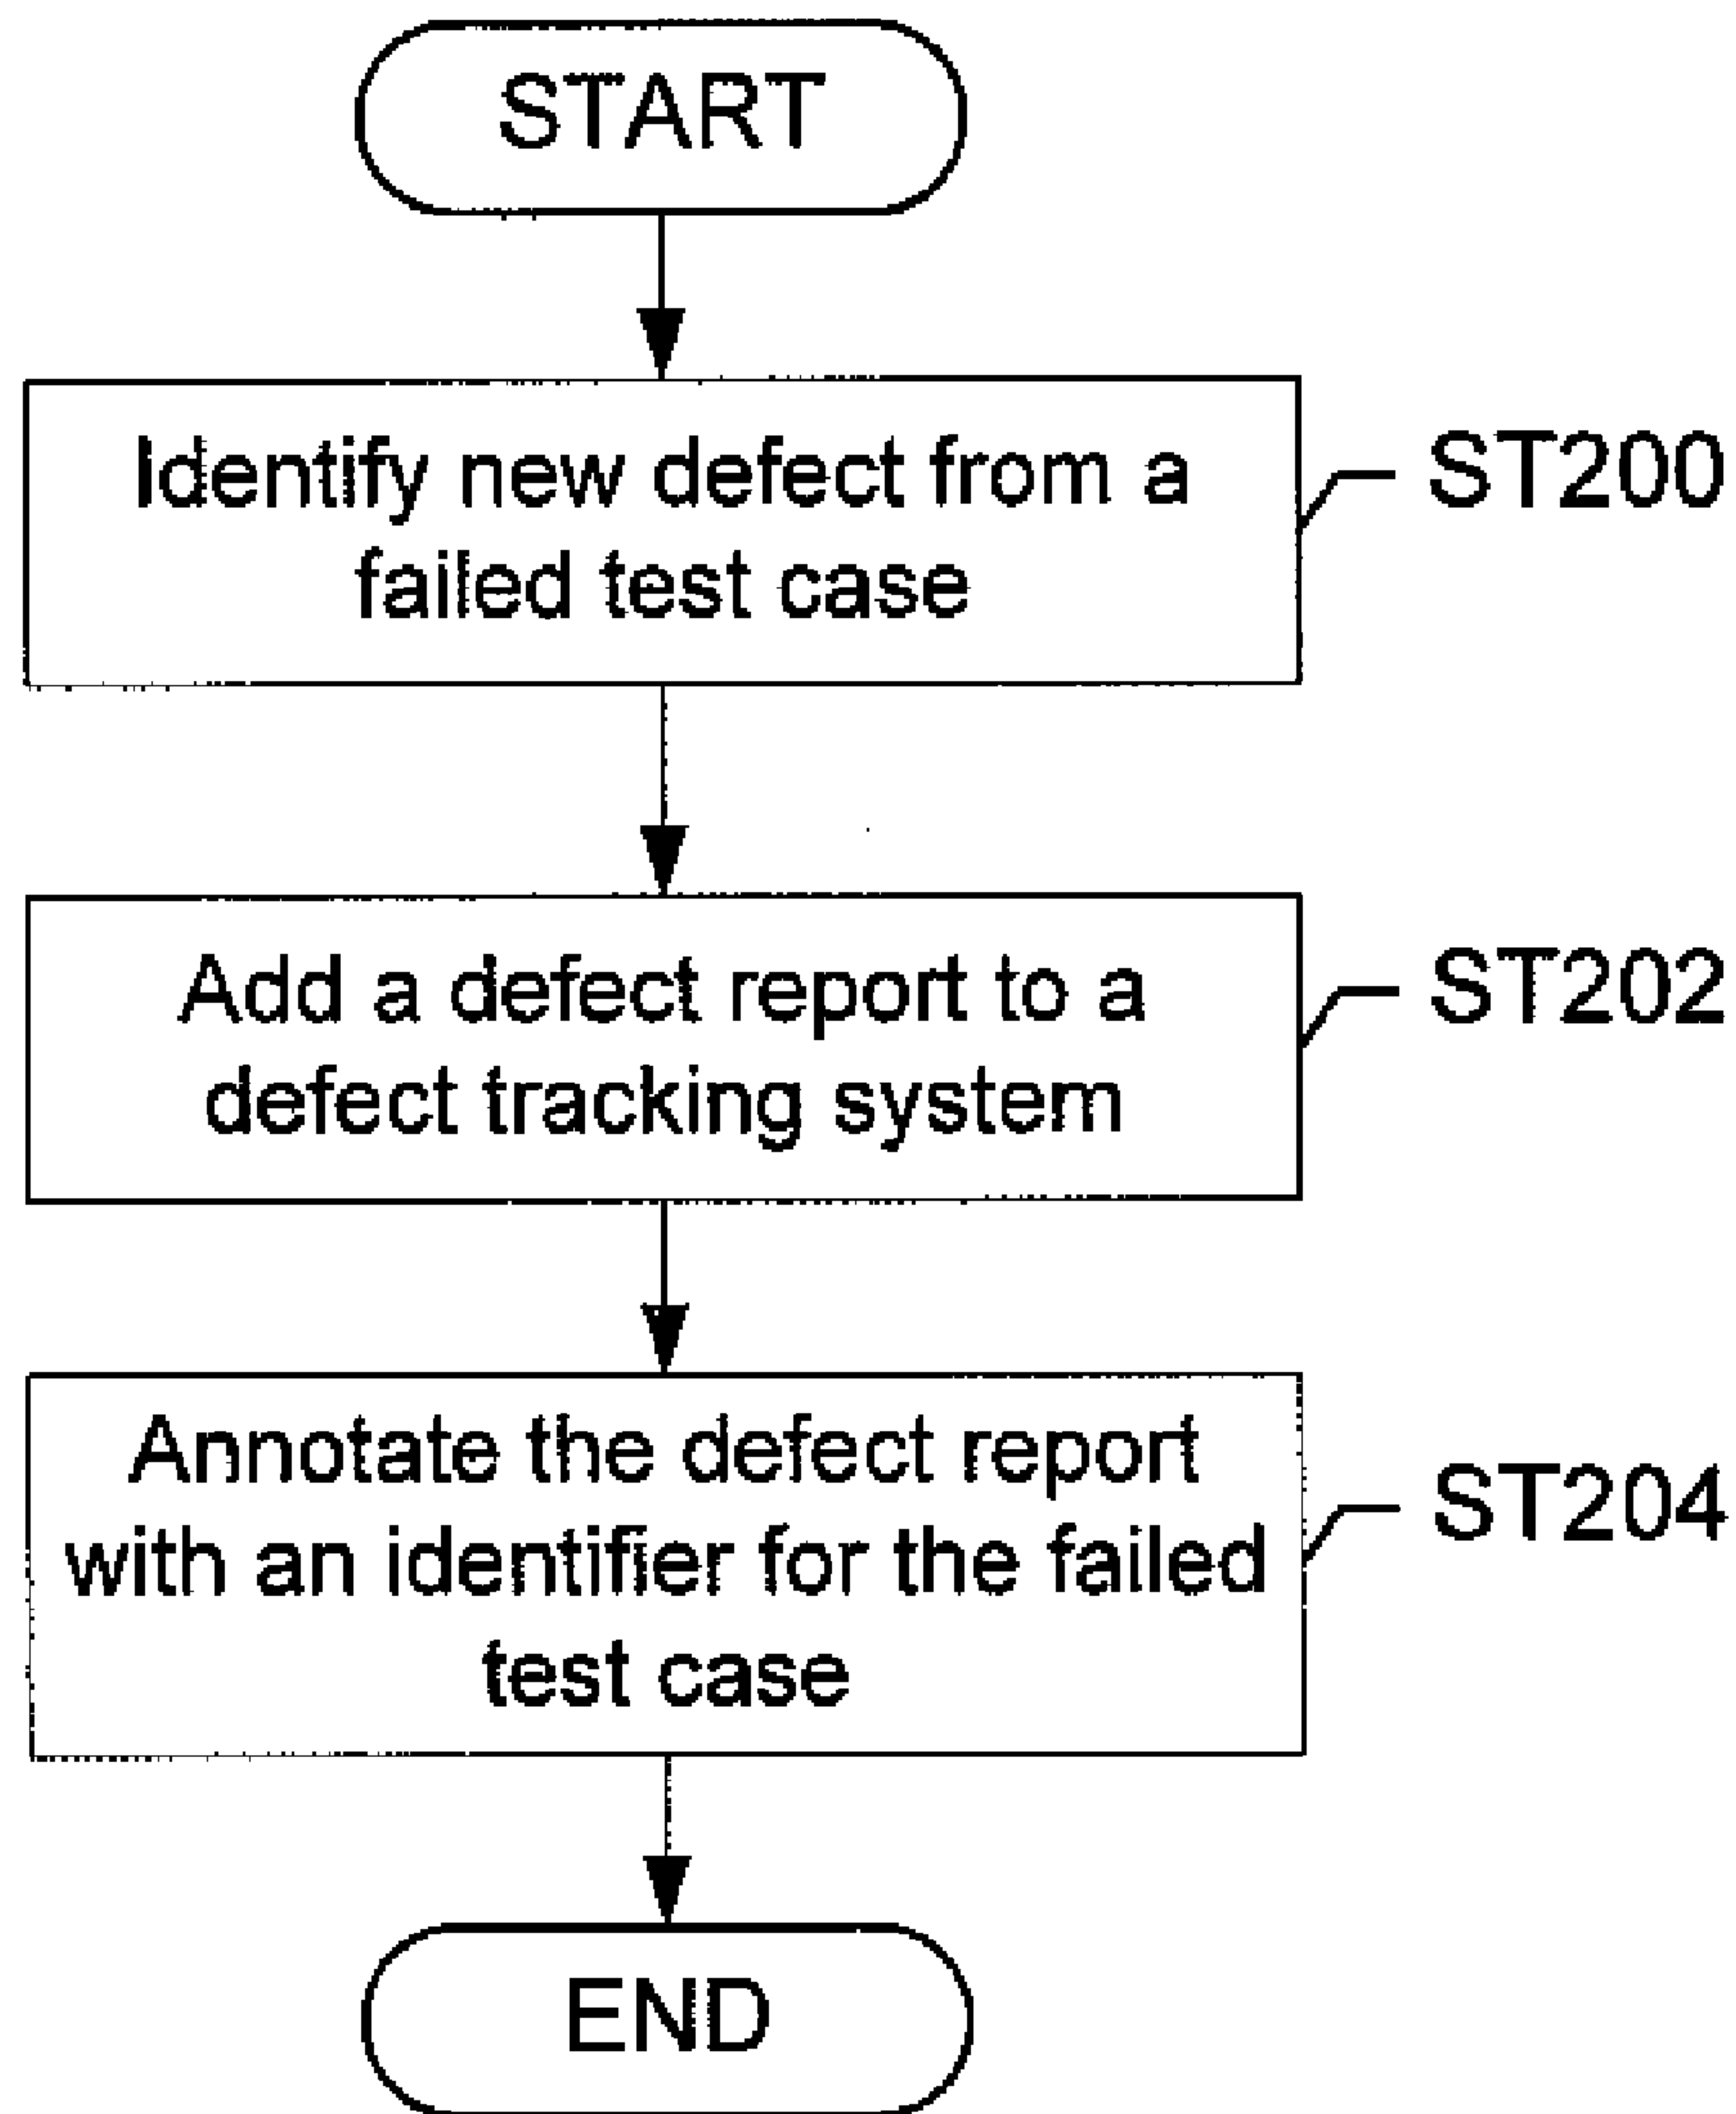 START
Identify new defect from a
failed test case
ST200
Add a defect report to a
defect tracking system
ST202
Annotate the defect report
with an identifier for the failed
test case
ST204
END